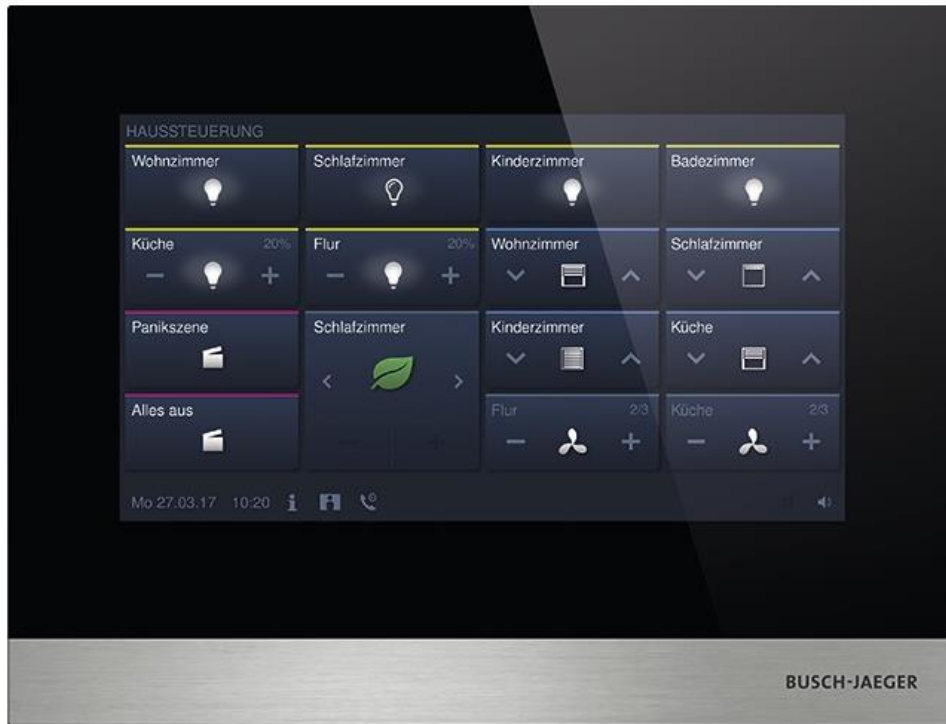 HAUSSTEUERUNG
Wohnzimmer
Schlafzimmer
Kinderzimmer
Badezimmer
Küche 20%
Flur 20%
Wohnzimmer
Schlafzimmer
Panikszene
Schlafzimmer
Kinderzimmer
Küche
Alles aus
Flur 2/3
Küche 2/3
Mo 27.03.17 10:20
BUSCH-JAEGER